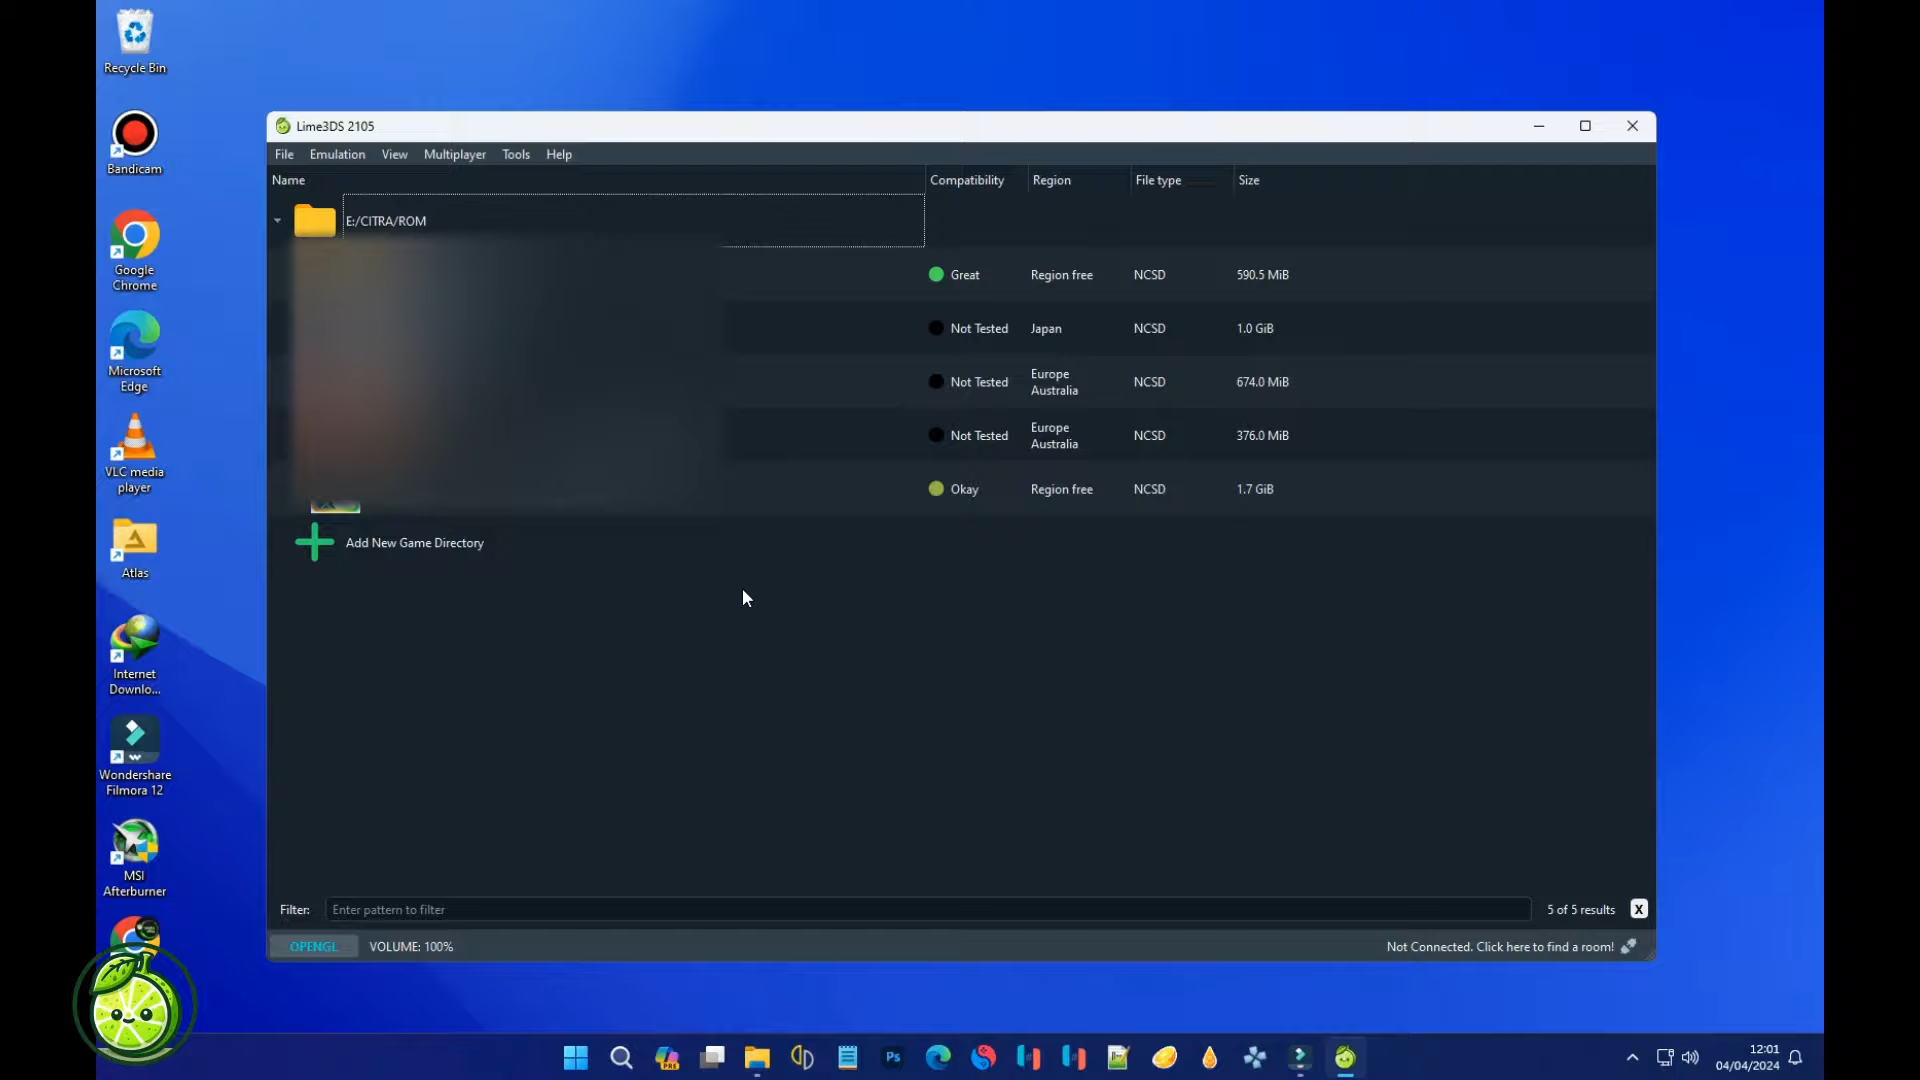 Recycle Bin
Bandicam
Google
Chrome
Microsoft
Edge
VLC media
player
Atlas
Internet
Downlo...
Wondershare
Filmora 12
MSI
Afterburner
Lime3DS 2105
File Emulation View Multiplayer Tools Help
Name Compatibility Region File type Size
E:/CITRA/ROM
Great Region free NCSD 590.5 MiB
Not Tested Japan NCSD 1.0 GiB
Not Tested Europe
Australia NCSD 674.0 MiB
Not Tested Europe
Australia NCSD 376.0 MiB
Okay Region free NCSD 1.7 GiB
Add New Game Directory
Filter: Enter pattern to filter 5 of 5 results X
OPENGL VOLUME: 100% Not Connected. Click here to find a room!
PRE
Ps
12:01
04/04/2024